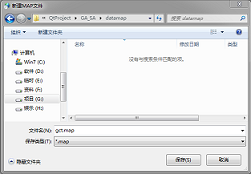 新建MAP文件
QtProject ▸ GA_SA ▸ datamap
搜索 datamap
组织 新建文件夹
名称 修改日期 类型
计算机
Win7 (C:)
软件 (D:)
临时 (E:)
资料 (F:)
项目 (G:)
娱乐 (H:)
没有与搜索条件匹配的项。
文件名(N): gct.map
保存类型(T): *.map
隐藏文件夹
保存(S) 取消